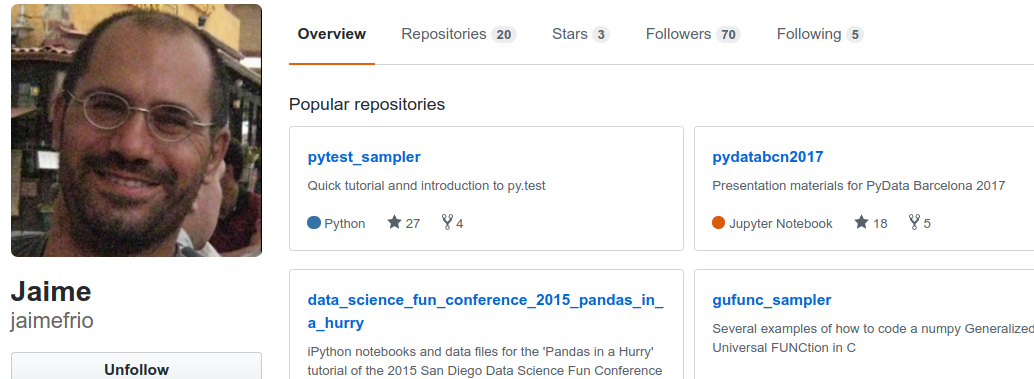 Overview Repositories 20 Stars 3 Followers 70 Following 5
Popular repositories
pytest_sampler
Quick tutorial annd introduction to py.test
Python 27 4
pydatabcn2017
Presentation materials for PyData Barcelona 2017
Jupyter Notebook 18 5
data_science_fun_conference_2015_pandas_in_
a_hurry
iPython notebooks and data files for the 'Pandas in a Hurry'
tutorial of the 2015 San Diego Data Science Fun Conference
gufunc_sampler
Several examples of how to code a numpy Generalized
Universal FUNCtion in C
Jaime
jaimefrio
Unfollow